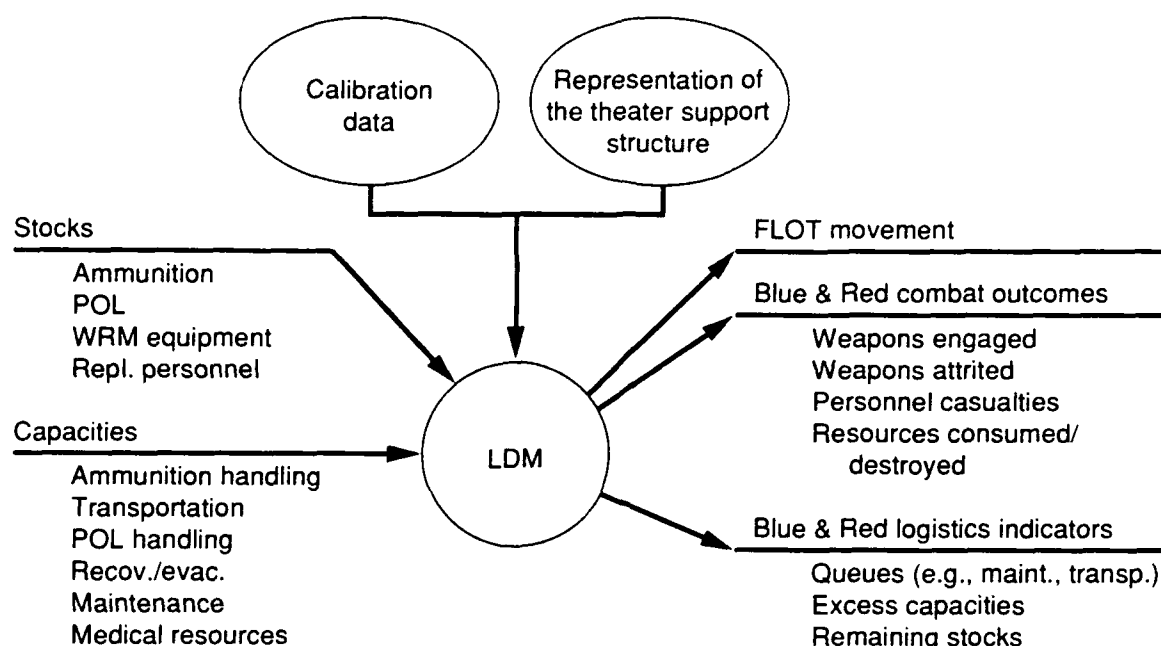 Calibration
data
Representation of
the theater support
structure
Stocks
Ammunition
POL
WRM equipment
Repl. personnel
Capacities
Ammunition handling
Transportation
POL handling
Recov./evac.
Maintenance
Medical resources
LDM
FLOT movement
Blue & Red combat outcomes
Weapons engaged
Weapons attrited
Personnel casualties
Resources consumed/
destroyed
Blue & Red logistics indicators
Queues (e.g., maint., transp.)
Excess capacities
Remaining stocks